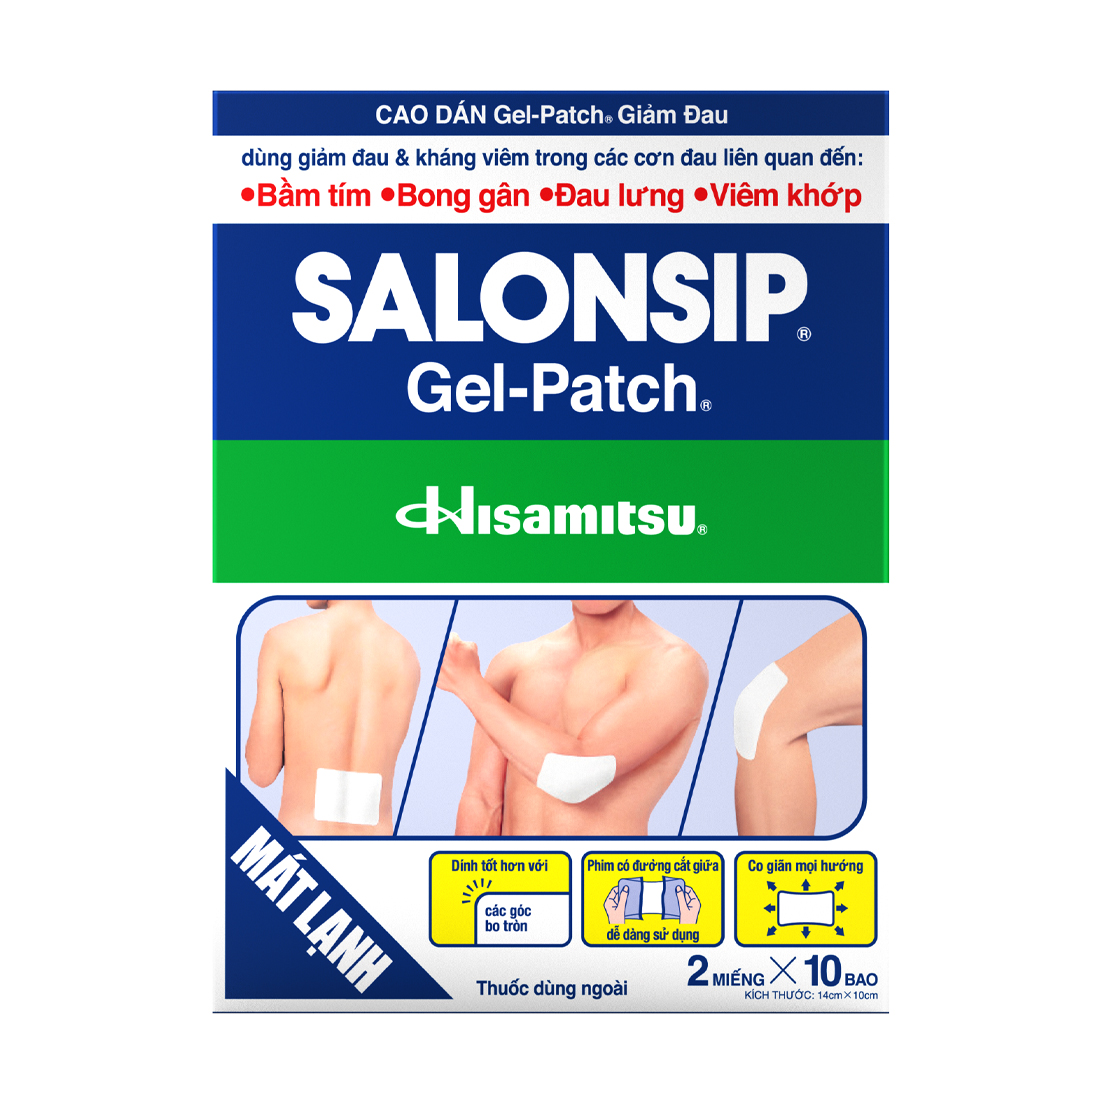 CAO DÁN Gel-Patch® Giảm Đau
dùng giảm đau & kháng viêm trong các cơn đau liên quan đến:
•Bầm tím •Bong gân •Đau lưng •Viêm khớp
SALONSIP®
Gel-Patch®
Hisamitsu®
MÁT LẠNH
Dính tốt hơn với
các góc
bo tròn
Phim có đường cắt giữa
dễ dàng sử dụng
Co giãn mọi hướng
Thuốc dùng ngoài
2 MIẾNG X 10 BAO
KÍCH THƯỚC: 14cm×10cm